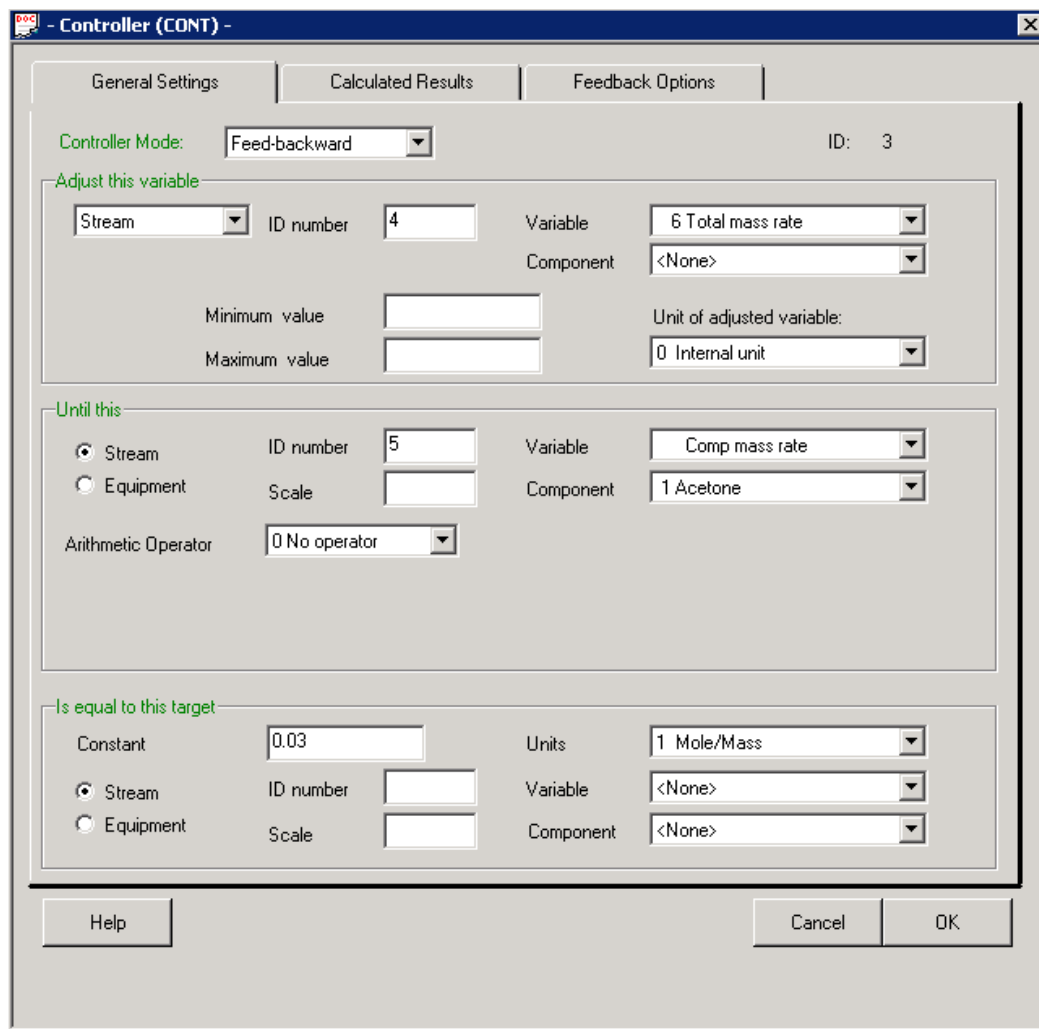 DOC - Controller (CONT) -
General Settings Calculated Results Feedback Options
Controller Mode: Feed-backward ID: 3
Adjust this variable
Stream ID number 4 Variable 6 Total mass rate
Component <None>
Minimum value Unit of adjusted variable:
Maximum value 0 Internal unit
Until this
Stream ID number 5 Variable Comp mass rate
Equipment Scale Component 1 Acetone
Arithmetic Operator 0 No operator
Is equal to this target
Constant 0.03 Units 1 Mole/Mass
Stream ID number Variable <None>
Equipment Scale Component <None>
Help Cancel OK